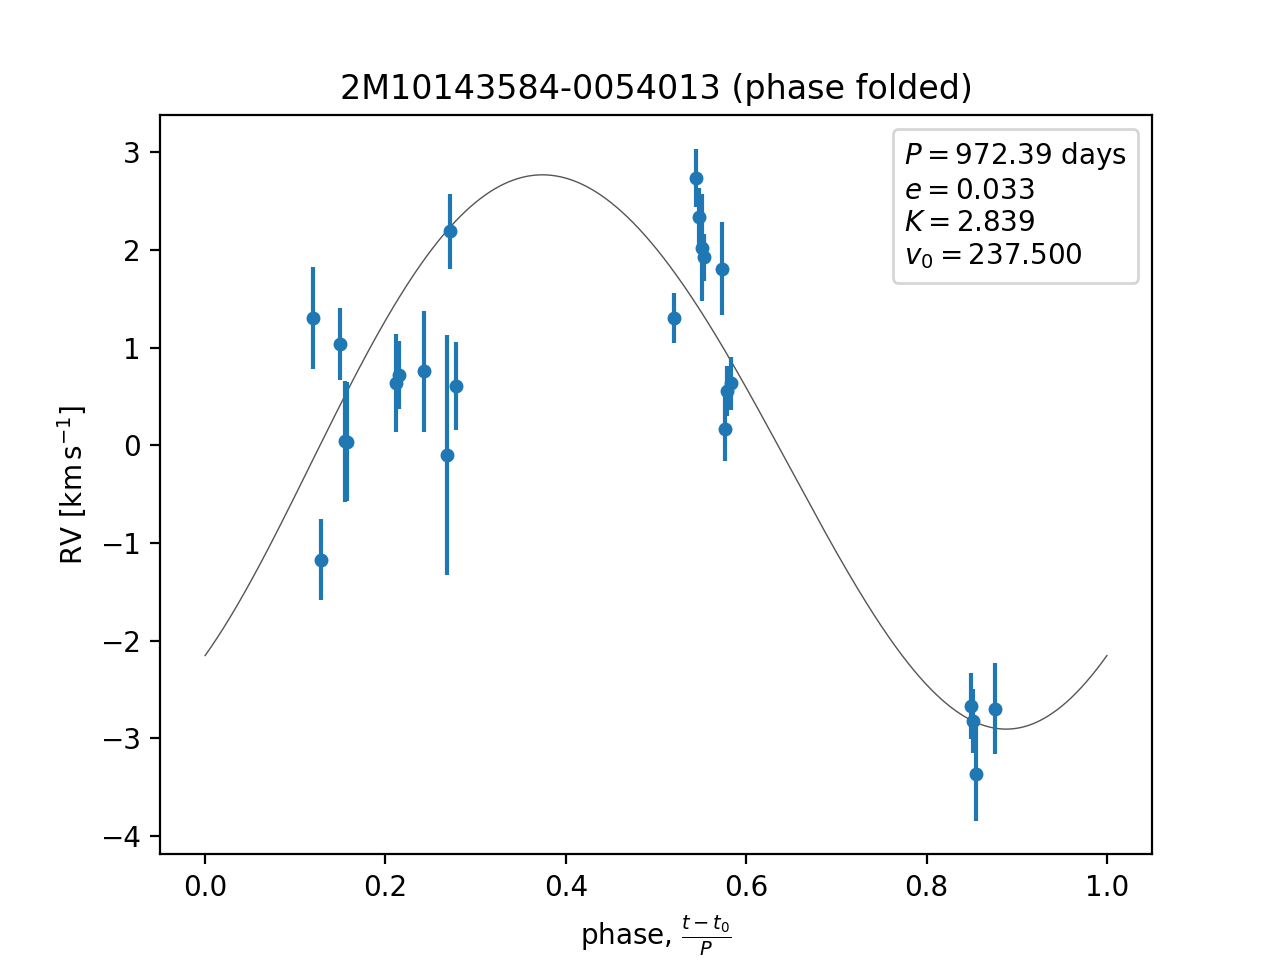 2M10143584-0054013 (phase folded)
P = 972.39 days
e = 0.033
K = 2.839
v₀ = 237.500
3
2
1
0
−1
−2
−3
−4
RV [km s⁻¹]
0.0 0.2 0.4 0.6 0.8 1.0
phase, (t − t₀)/P